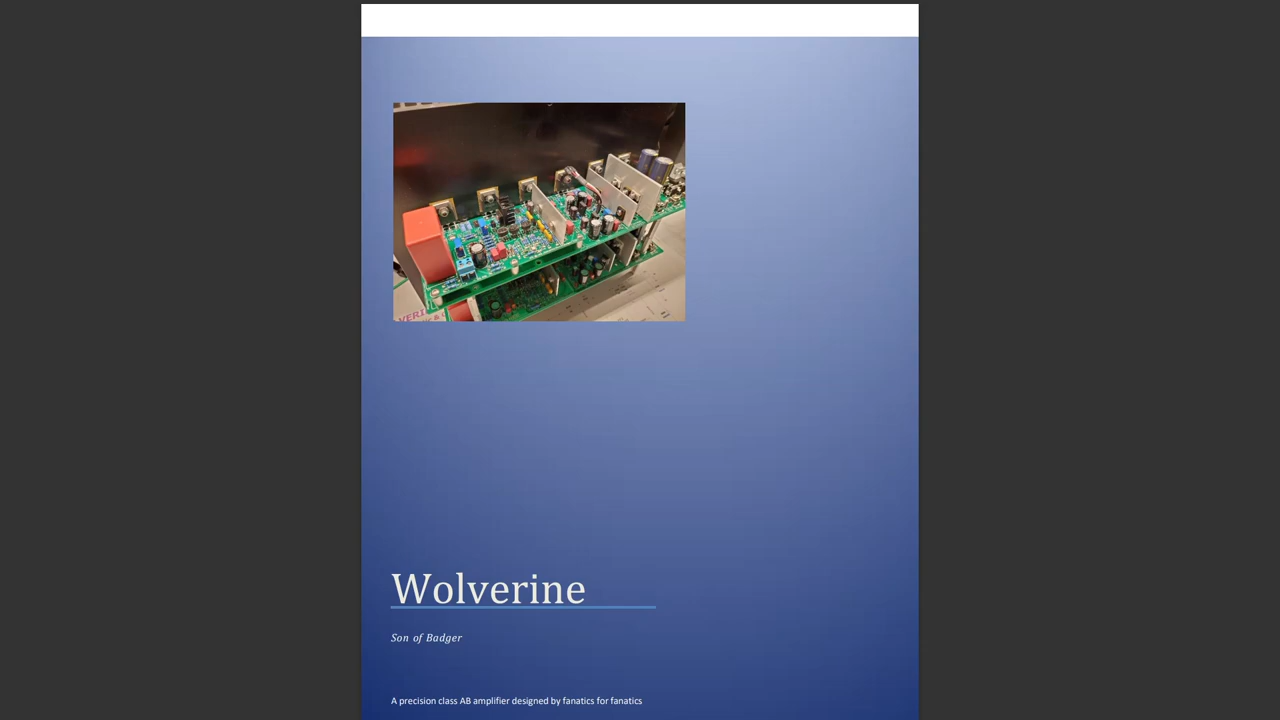 Wolverine
Son of Badger
A precision class AB amplifier designed by fanatics for fanatics